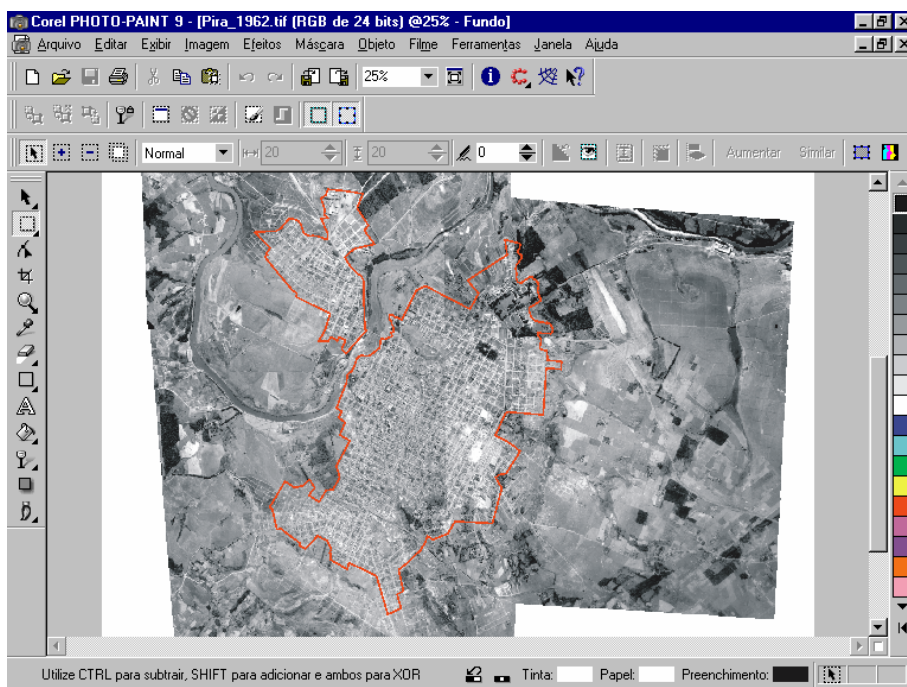 Corel PHOTO-PAINT 9 - [Pira_1962.tif (RGB de 24 bits) @25% - Fundo]
Arquivo Editar Exibir Imagem Efeitos Máscara Objeto Filme Ferramentas Janela Ajuda
25%
Normal 20 20 0 Aumentar Similar
Utilize CTRL para subtrair, SHIFT para adicionar e ambos para XOR Tinta: Papel: Preenchimento: